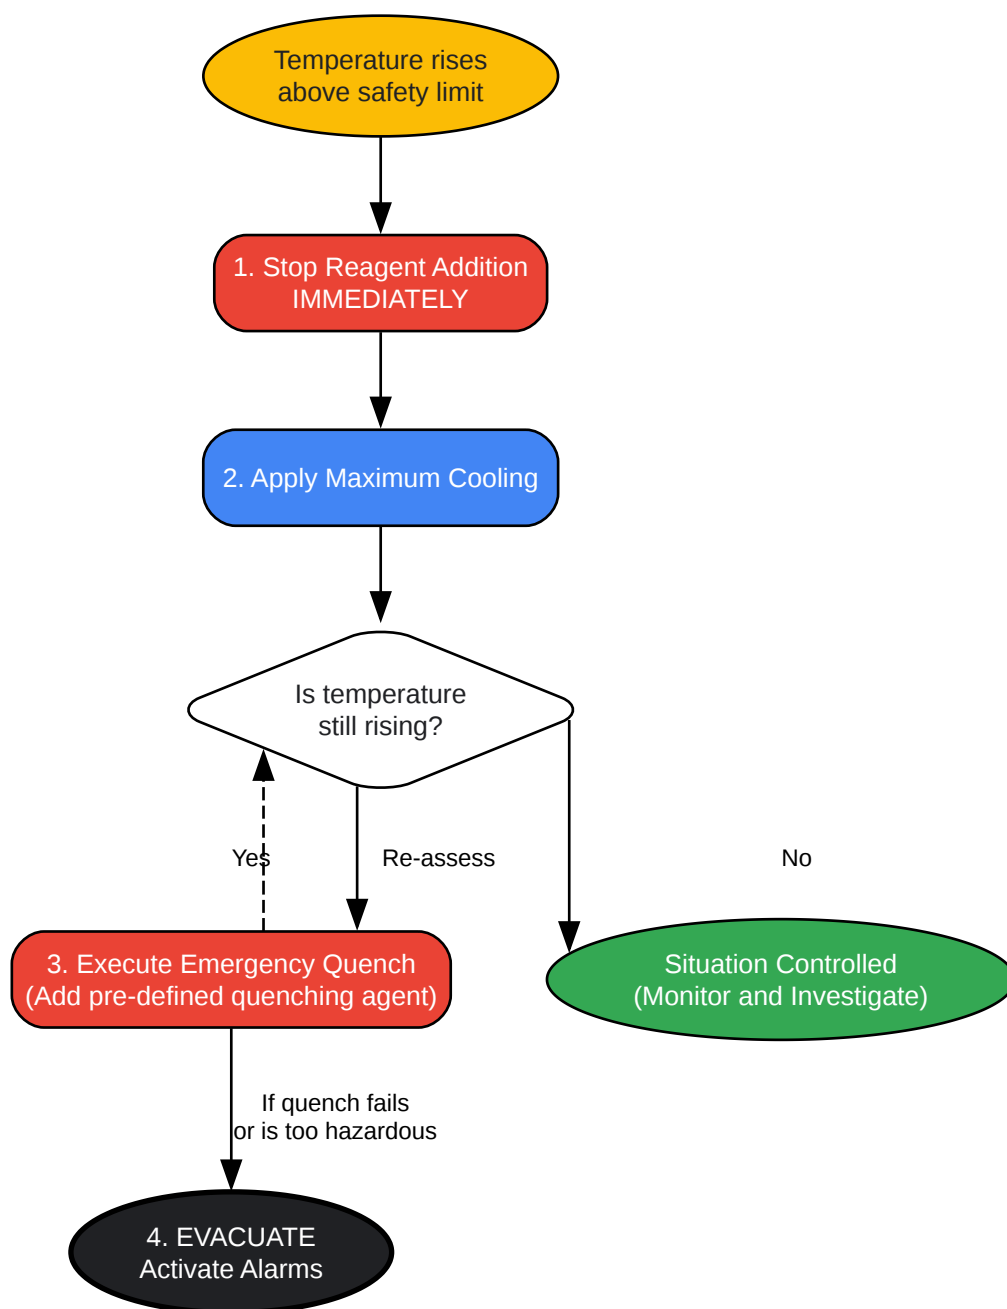 Temperature rises
above safety limit
1. Stop Reagent Addition
IMMEDIATELY
2. Apply Maximum Cooling
Is temperature
still rising?
Yes
Re-assess
No
3. Execute Emergency Quench
(Add pre-defined quenching agent)
Situation Controlled
(Monitor and Investigate)
If quench fails
or is too hazardous
4. EVACUATE
Activate Alarms